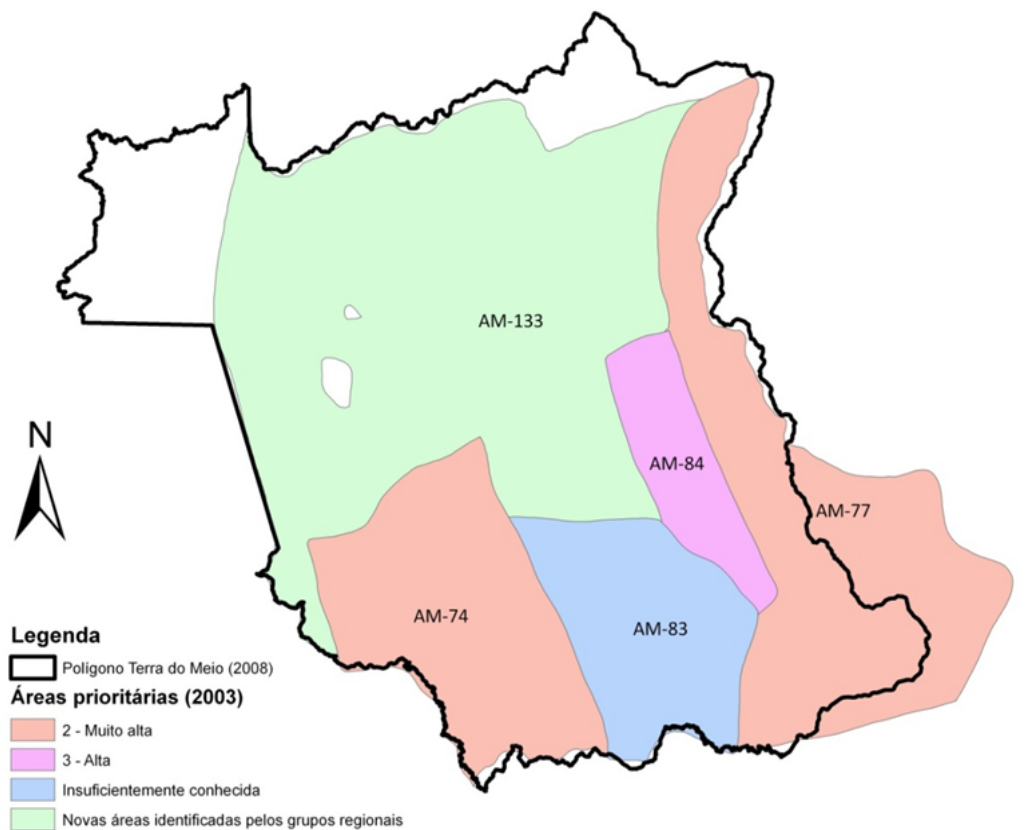 AM-133
AM-84
AM-77
AM-74
AM-83
N
Legenda
Polígono Terra do Meio (2008)
Áreas prioritárias (2003)
2 - Muito alta
3 - Alta
Insuficientemente conhecida
Novas áreas identificadas pelos grupos regionais